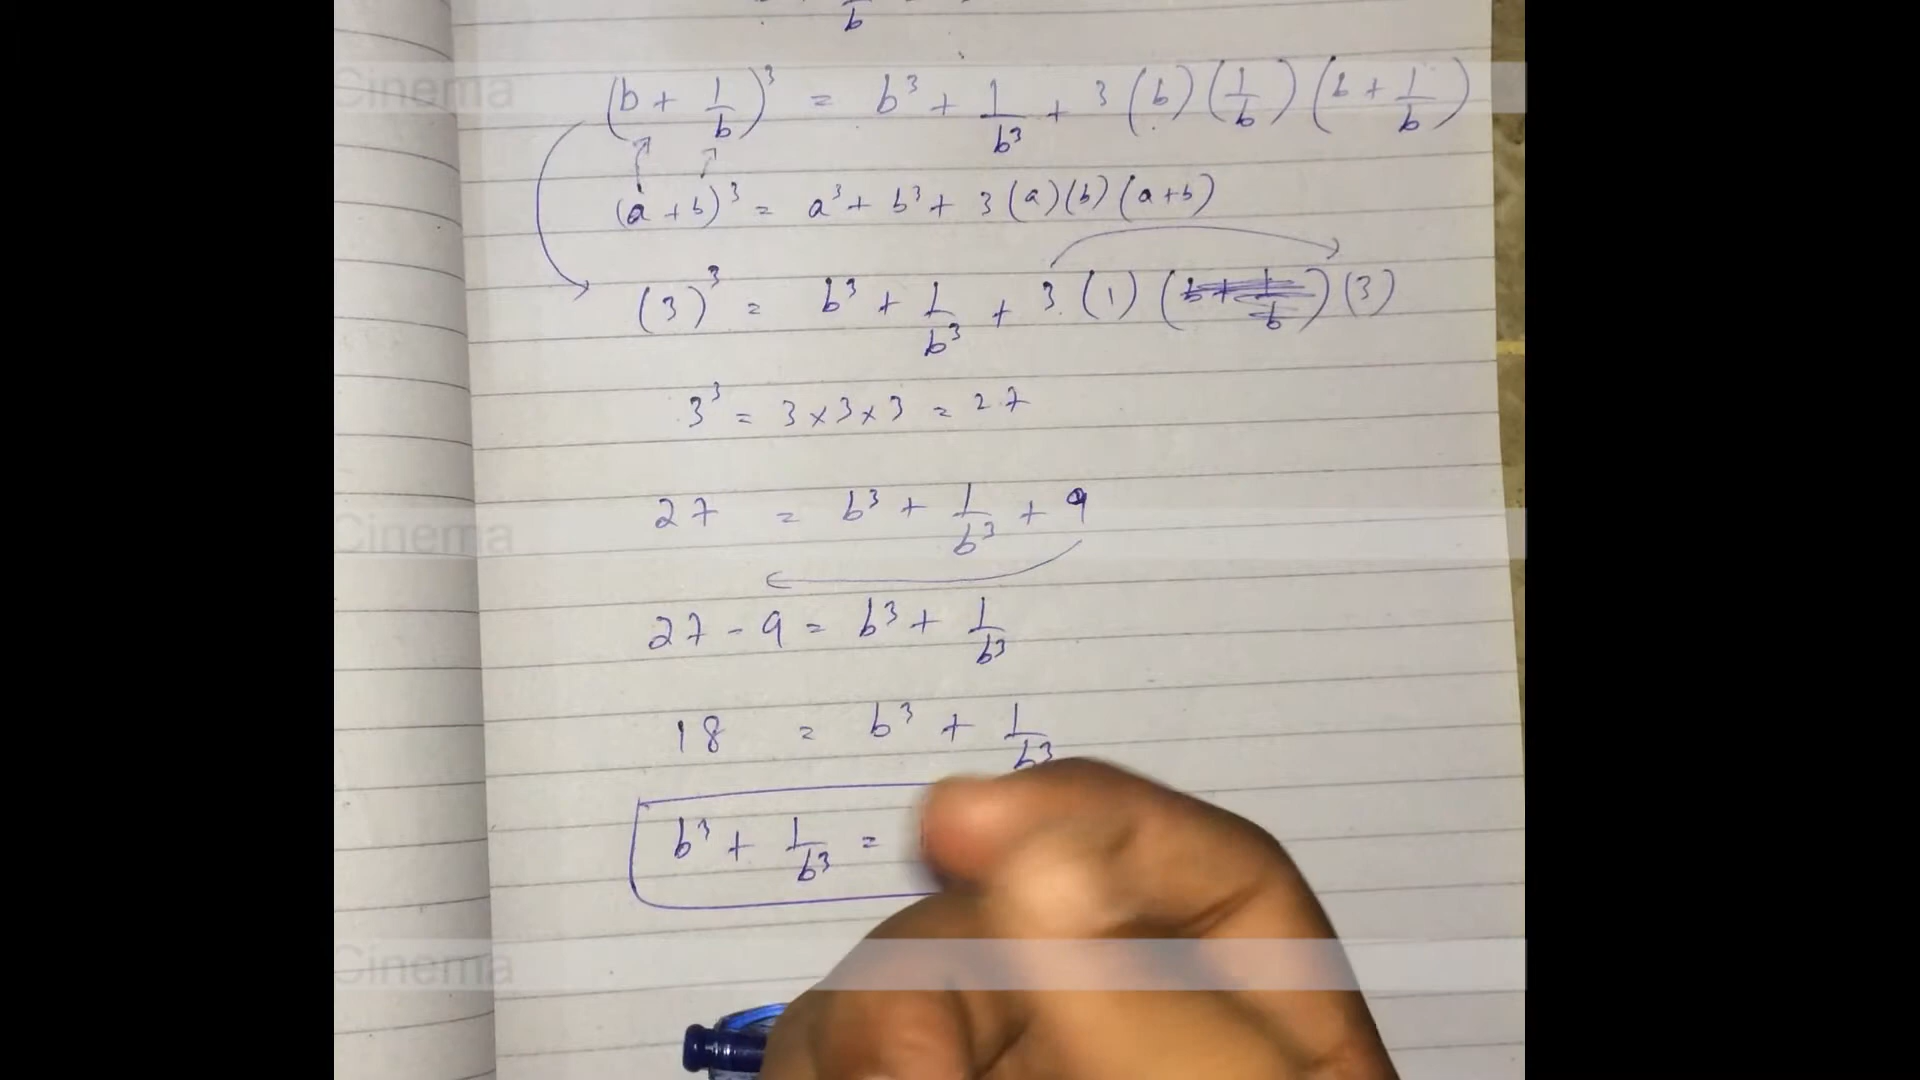 Cinema
(b + 1/b)³ = b³ + 1/b³ + 3 (b) (1/b) (b + 1/b)
(a + b)³ = a³ + b³ + 3 (a) (b) (a+b)
(3)³ = b³ + 1/b³ + 3 (1) (b + 1/b) (3)
3³ = 3 × 3 × 3 = 27
27 = b³ + 1/b³ + 9
Cinema
27 - 9 = b³ + 1/b³
18 = b³ + 1/b³
b³ + 1/b³ =
Cinema